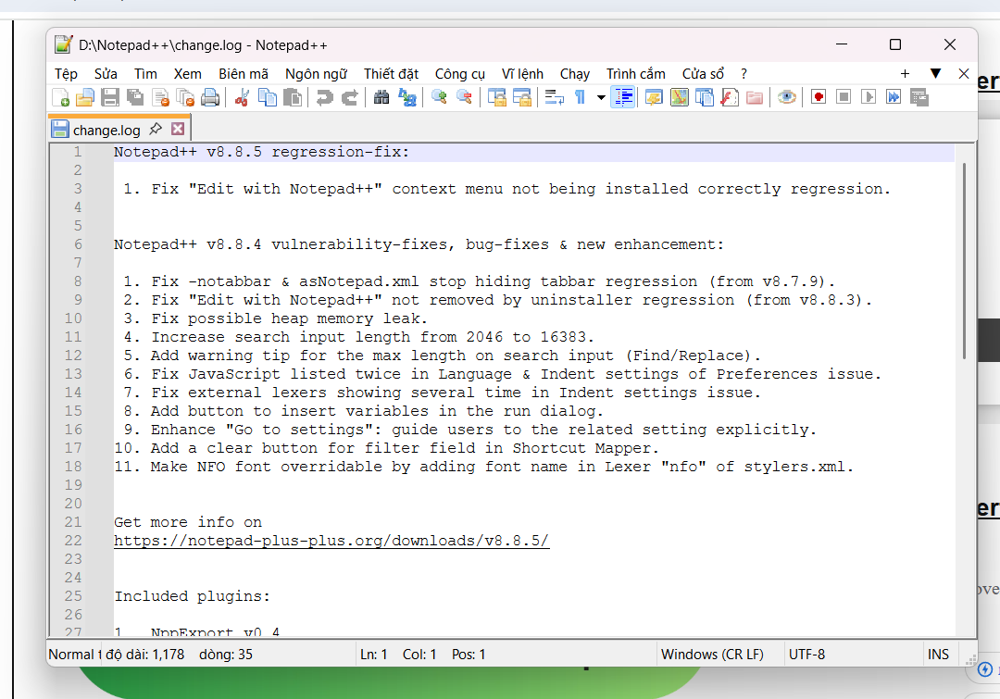 D:\Notepad++\change.log - Notepad++
Tệp Sửa Tìm Xem Biên mã Ngôn ngữ Thiết đặt Công cụ Vĩ lệnh Chạy Trình cắm Cửa sổ ?
change.log
1 Notepad++ v8.8.5 regression-fix:
2
3 1. Fix "Edit with Notepad++" context menu not being installed correctly regression.
4
5
6 Notepad++ v8.8.4 vulnerability-fixes, bug-fixes & new enhancement:
7
8 1. Fix -notabbar & asNotepad.xml stop hiding tabbar regression (from v8.7.9).
9 2. Fix "Edit with Notepad++" not removed by uninstaller regression (from v8.8.3).
10 3. Fix possible heap memory leak.
11 4. Increase search input length from 2046 to 16383.
12 5. Add warning tip for the max length on search input (Find/Replace).
13 6. Fix JavaScript listed twice in Language & Indent settings of Preferences issue.
14 7. Fix external lexers showing several time in Indent settings issue.
15 8. Add button to insert variables in the run dialog.
16 9. Enhance "Go to settings": guide users to the related setting explicitly.
17 10. Add a clear button for filter field in Shortcut Mapper.
18 11. Make NFO font overridable by adding font name in Lexer "nfo" of stylers.xml.
19
20
21 Get more info on
22 https://notepad-plus-plus.org/downloads/v8.8.5/
23
24
25 Included plugins:
26
27 1. NppExport v0.4
Normal t độ dài: 1,178 dòng: 35 Ln: 1 Col: 1 Pos: 1 Windows (CR LF) UTF-8 INS